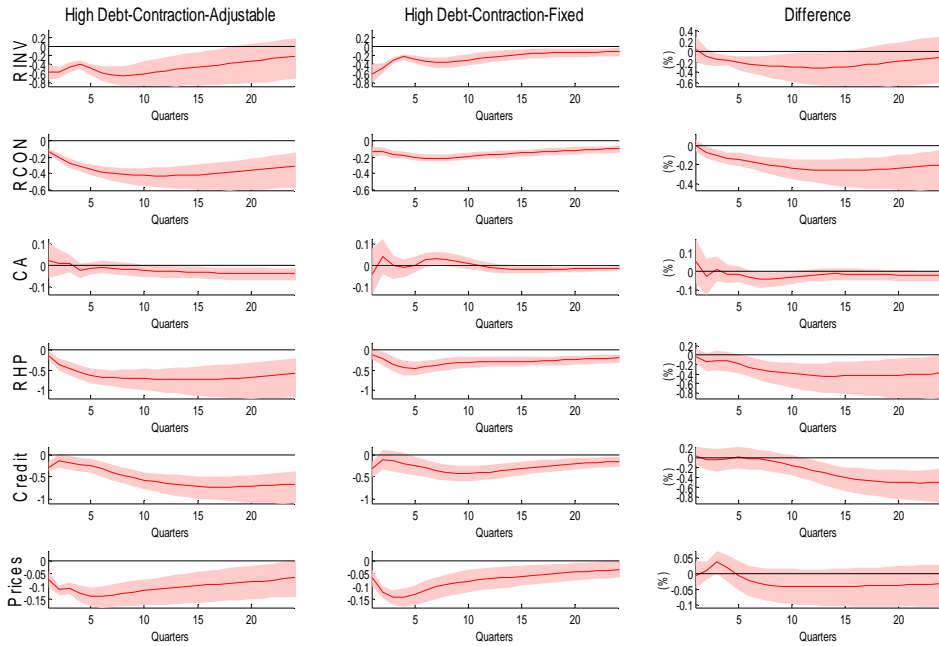 High Debt-Contraction-Adjustable High Debt-Contraction-Fixed Difference
RINV
0.2
0
-0.2
-0.4
-0.6
-0.8
5 10 15 20
Quarters
0.2
0
-0.2
-0.4
-0.6
-0.8
5 10 15 20
Quarters
(%)
0.4
0.2
0
-0.2
-0.4
-0.6
5 10 15 20
Quarters
RCON
0
-0.2
-0.4
-0.6
5 10 15 20
Quarters
0
-0.2
-0.4
-0.6
5 10 15 20
Quarters
(%)
0
-0.2
-0.4
5 10 15 20
Quarters
CA
0.1
0
-0.1
5 10 15 20
Quarters
0.1
0
-0.1
5 10 15 20
Quarters
(%)
0.1
0
-0.1
5 10 15 20
Quarters
RHP
0
-0.5
-1
5 10 15 20
Quarters
0
-0.5
-1
5 10 15 20
Quarters
(%)
0.2
0
-0.2
-0.4
-0.6
-0.8
5 10 15 20
Quarters
Credit
0
-0.5
-1
5 10 15 20
Quarters
0
-0.5
-1
5 10 15 20
Quarters
(%)
0.2
0
-0.2
-0.4
-0.6
-0.8
5 10 15 20
Quarters
Prices
0
-0.05
-0.1
-0.15
5 10 15 20
Quarters
0
-0.05
-0.1
-0.15
5 10 15 20
Quarters
(%)
0.05
0
-0.05
-0.1
5 10 15 20
Quarters